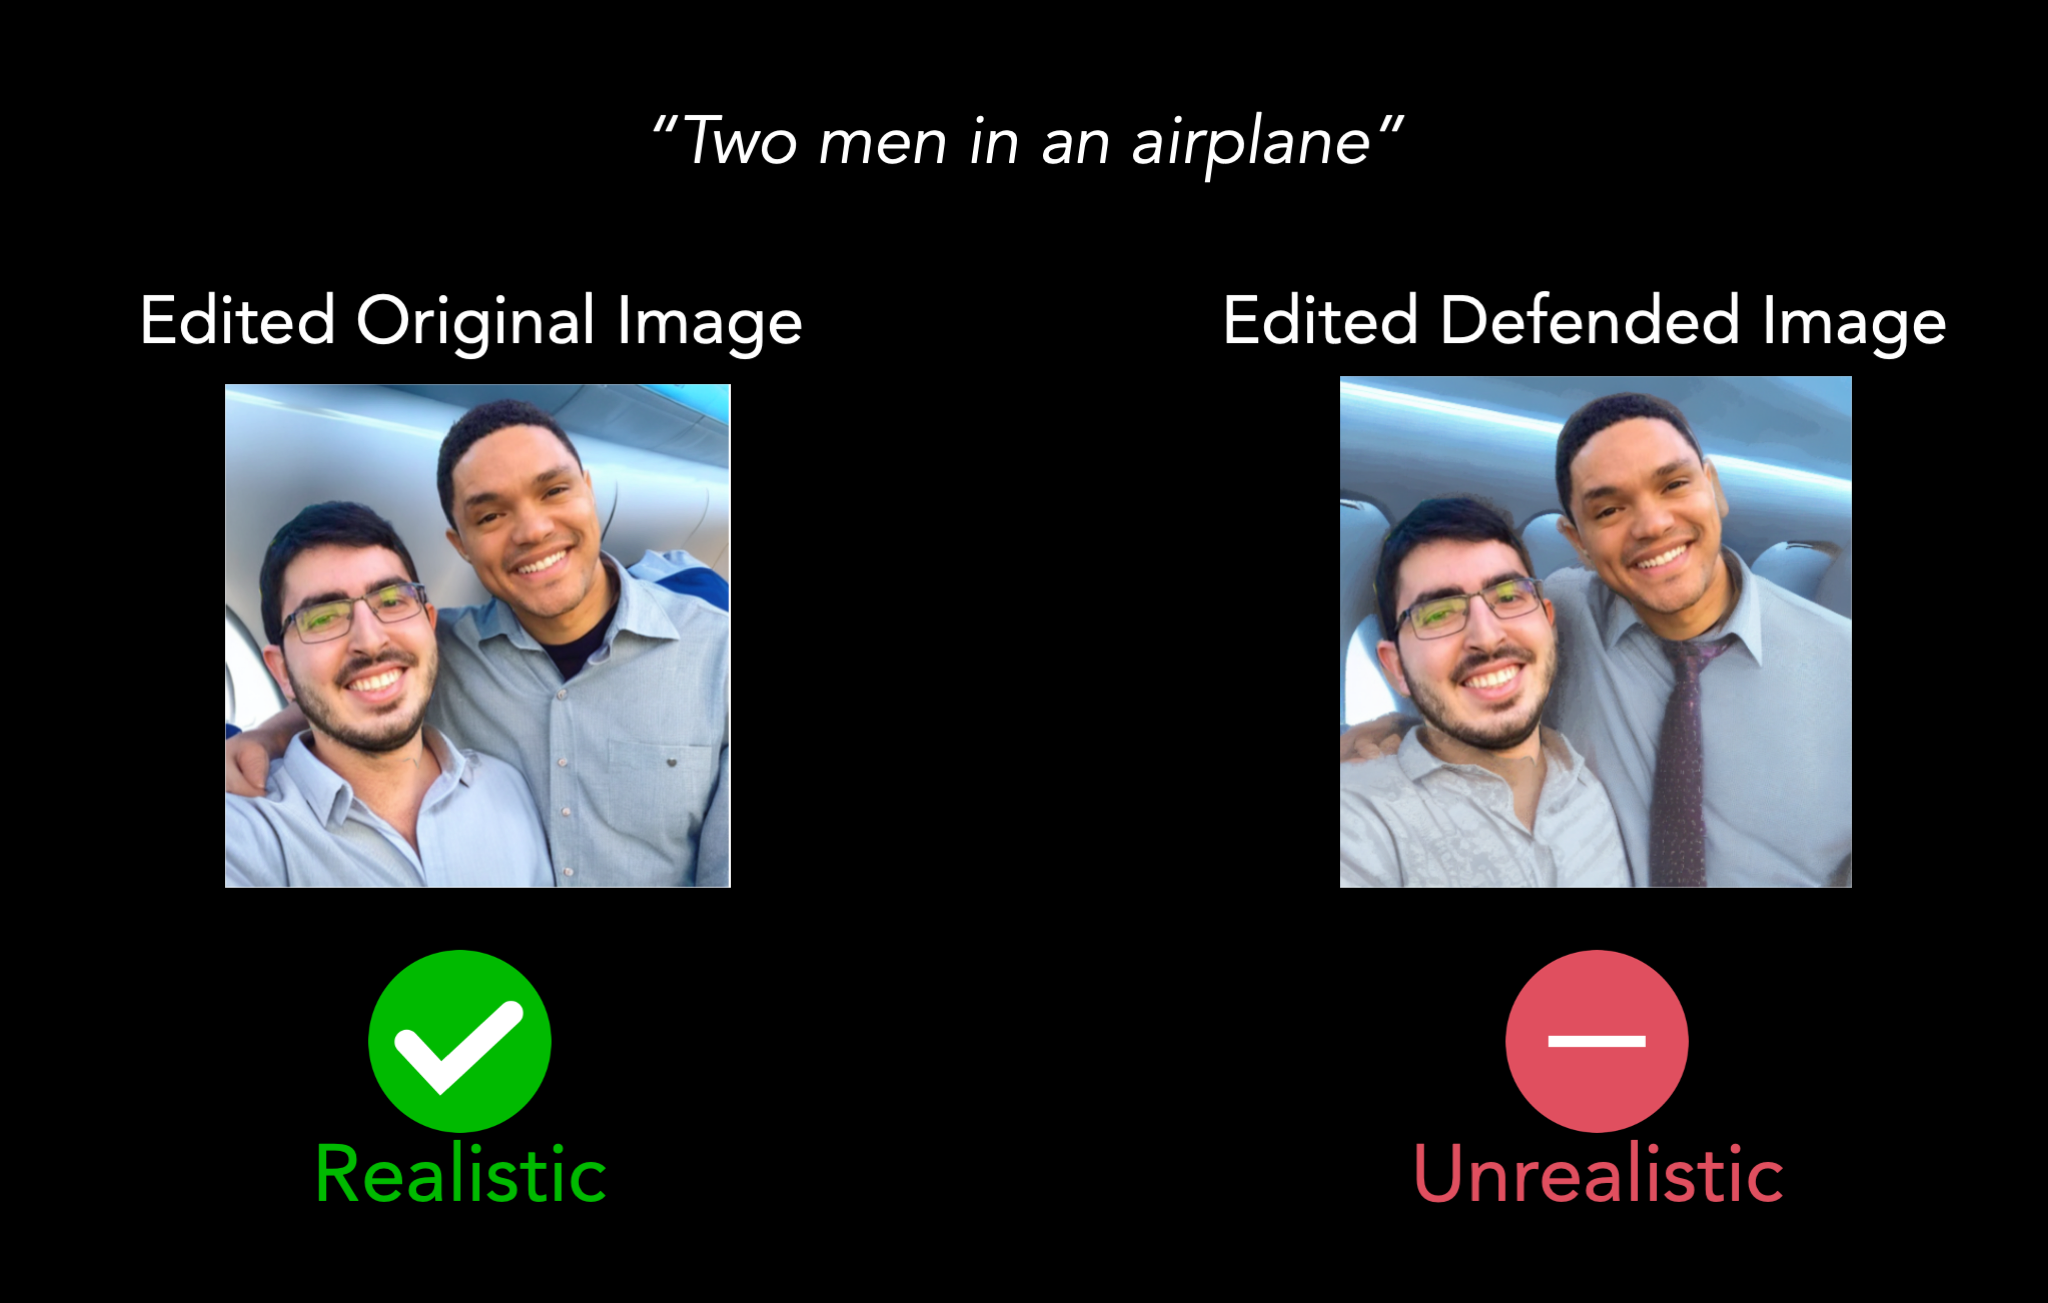 “Two men in an airplane”
Edited Original Image
Edited Defended Image
Realistic
Unrealistic